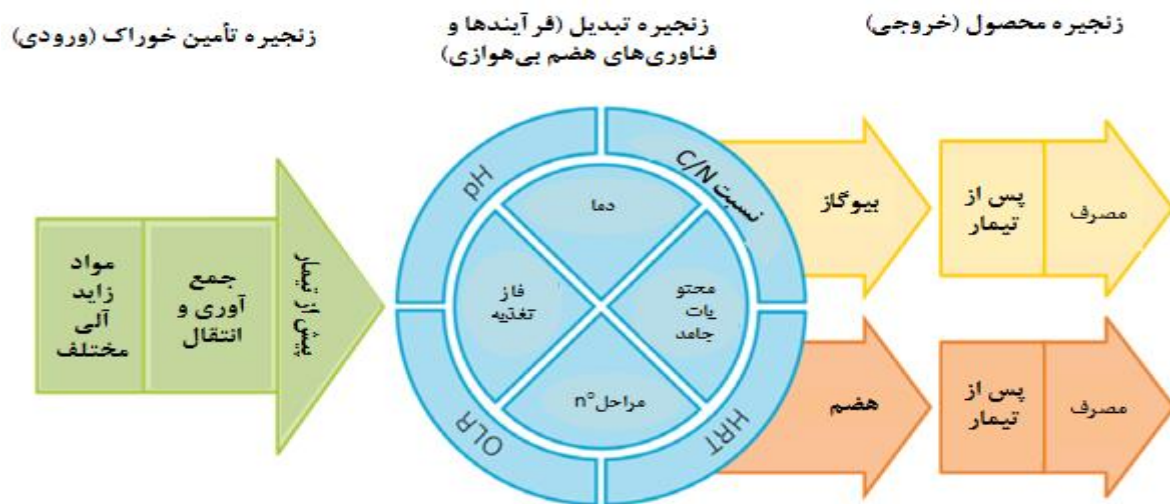 زنجیره تأمین خوراک (ورودی)
زنجیره تبدیل (فرآیندها و
فناوری‌های هضم بی‌هوازی)
زنجیره محصول (خروجی)
مواد
زاید
آلی
مختلف
جمع
آوری و
انتقال
پیش از تیمار
pH
نسبت C/N
OLR
HRT
دما
فاز
تغذیه
محتو
یات
جامد
مراحل n°
بیوگاز
پس از
تیمار
مصرف
هضم
پس از
تیمار
مصرف